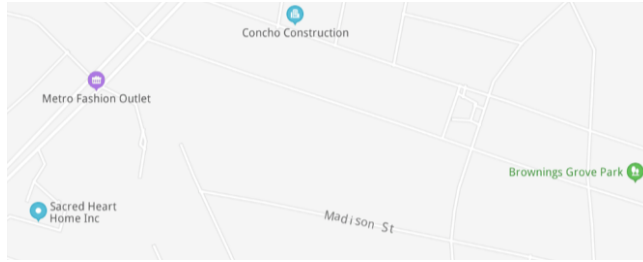 Concho Construction
Metro Fashion Outlet
Brownings Grove Park
Sacred Heart
Home Inc
Madison St